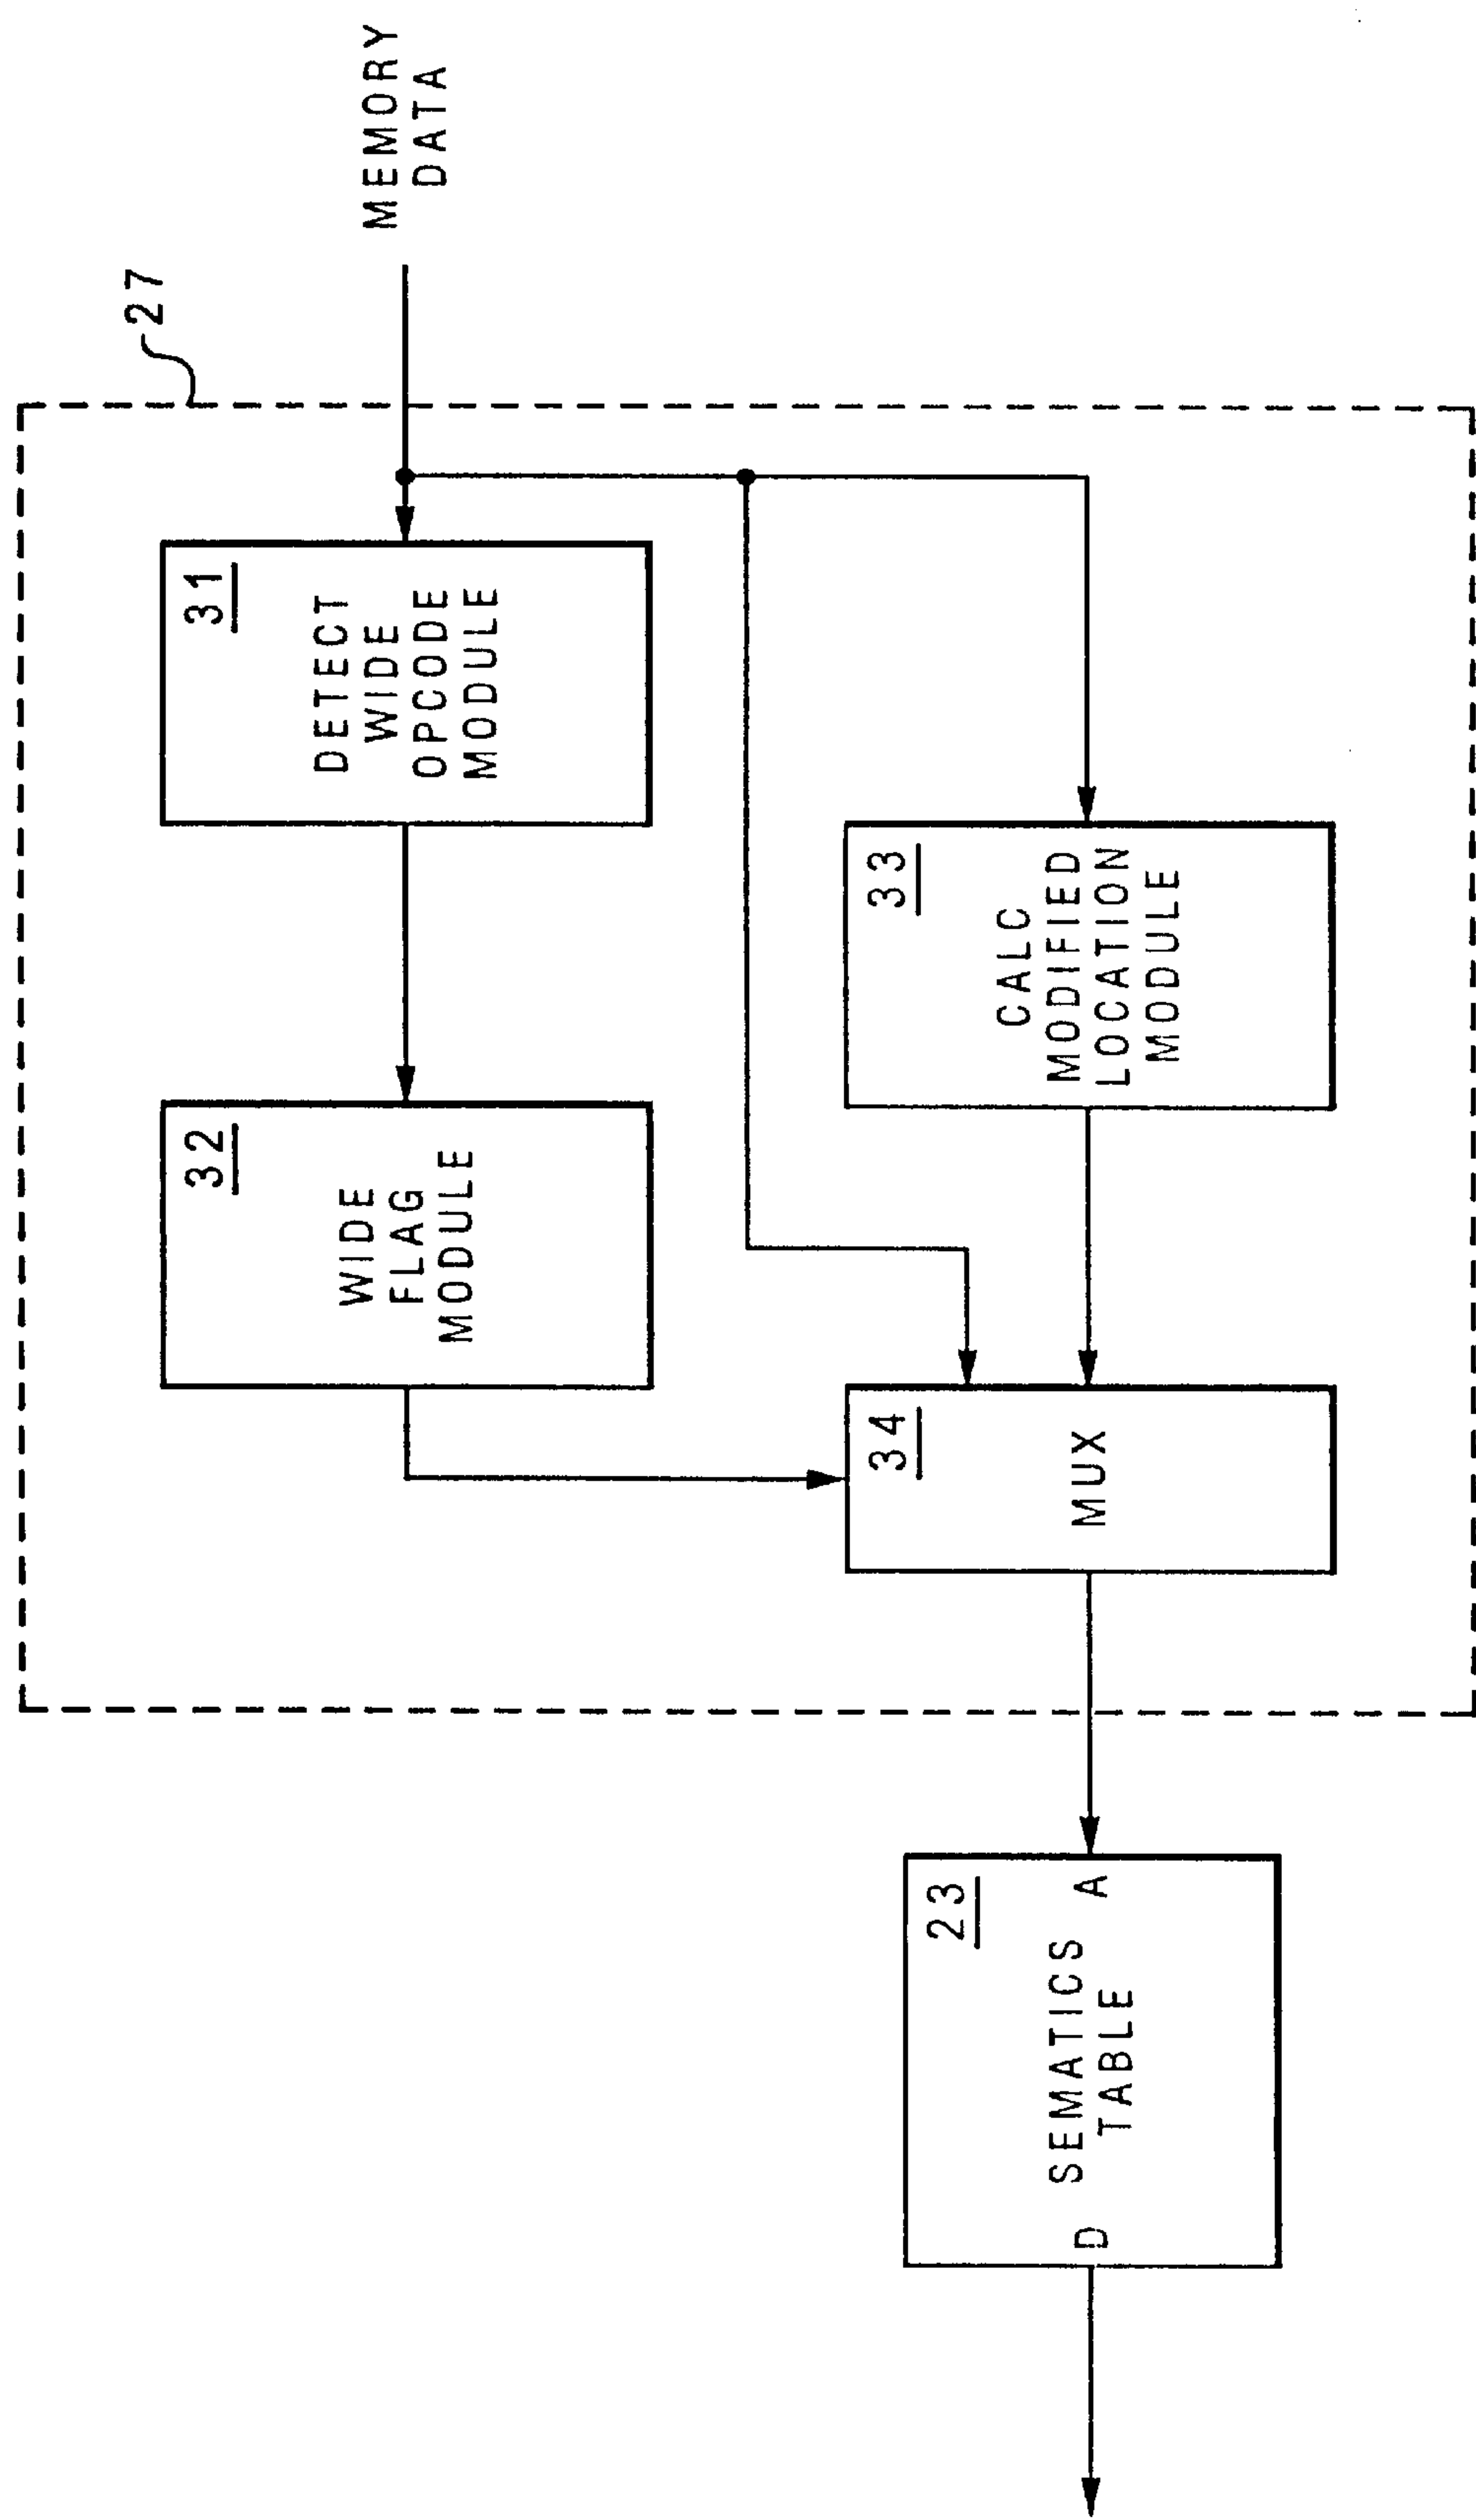 MEMORY
DATA
27
31
DETECT
WIDE
OPCODE
MODULE
32
WIDE
FLAG
MODULE
33
CALC
MODIFIED
LOCATION
MODULE
34
MUX
23
D
SEMATICS
TABLE
A